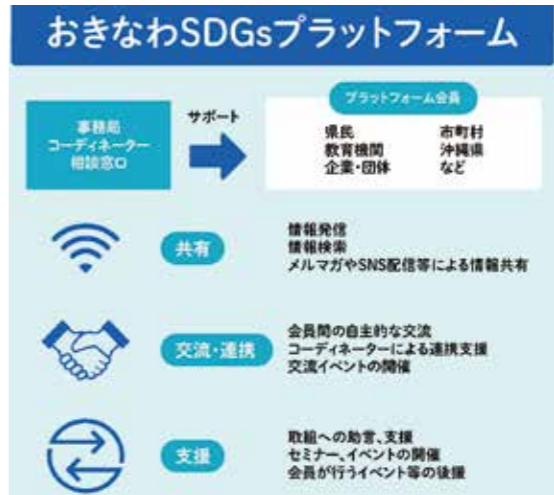 おきなわSDGsプラットフォーム
事務局
コーディネーター
相談窓口
サポート
プラットフォーム会員
県民
教育機関
企業・団体
市町村
沖縄県
など
共有
情報発信
情報検索
メルマガやSNS配信等による情報共有
交流・連携
会員間の自主的な交流
コーディネーターによる連携支援
交流イベントの開催
支援
取組への助言、支援
セミナー、イベントの開催
会員が行うイベント等の後援